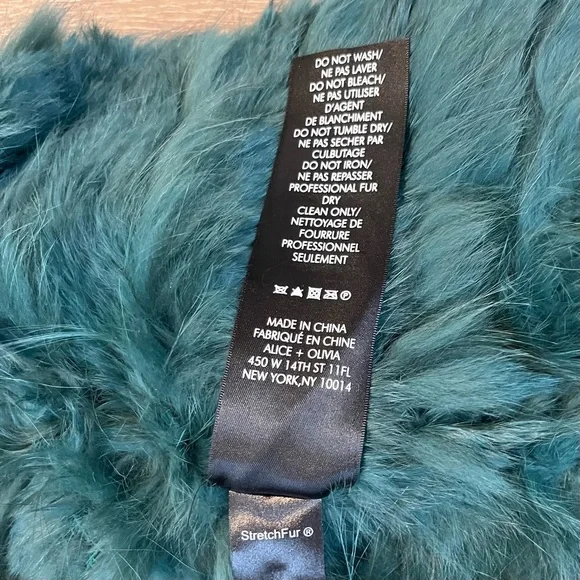 DO NOT WASH/
NE PAS LAVER
DO NOT BLEACH/
NE PAS UTILISER
D'AGENT
DE BLANCHIMENT
DO NOT TUMBLE DRY/
NE PAS SECHER PAR
CULBUTAGE
DO NOT IRON/
NE PAS REPASSER
PROFESSIONAL FUR
DRY
CLEAN ONLY/
NETTOYAGE DE
FOURRURE
PROFESSIONNEL
SEULEMENT
MADE IN CHINA
FABRIQUÉ EN CHINE
ALICE + OLIVIA
450 W 14TH ST 11FL
NEW YORK,NY 10014
StretchFur ®